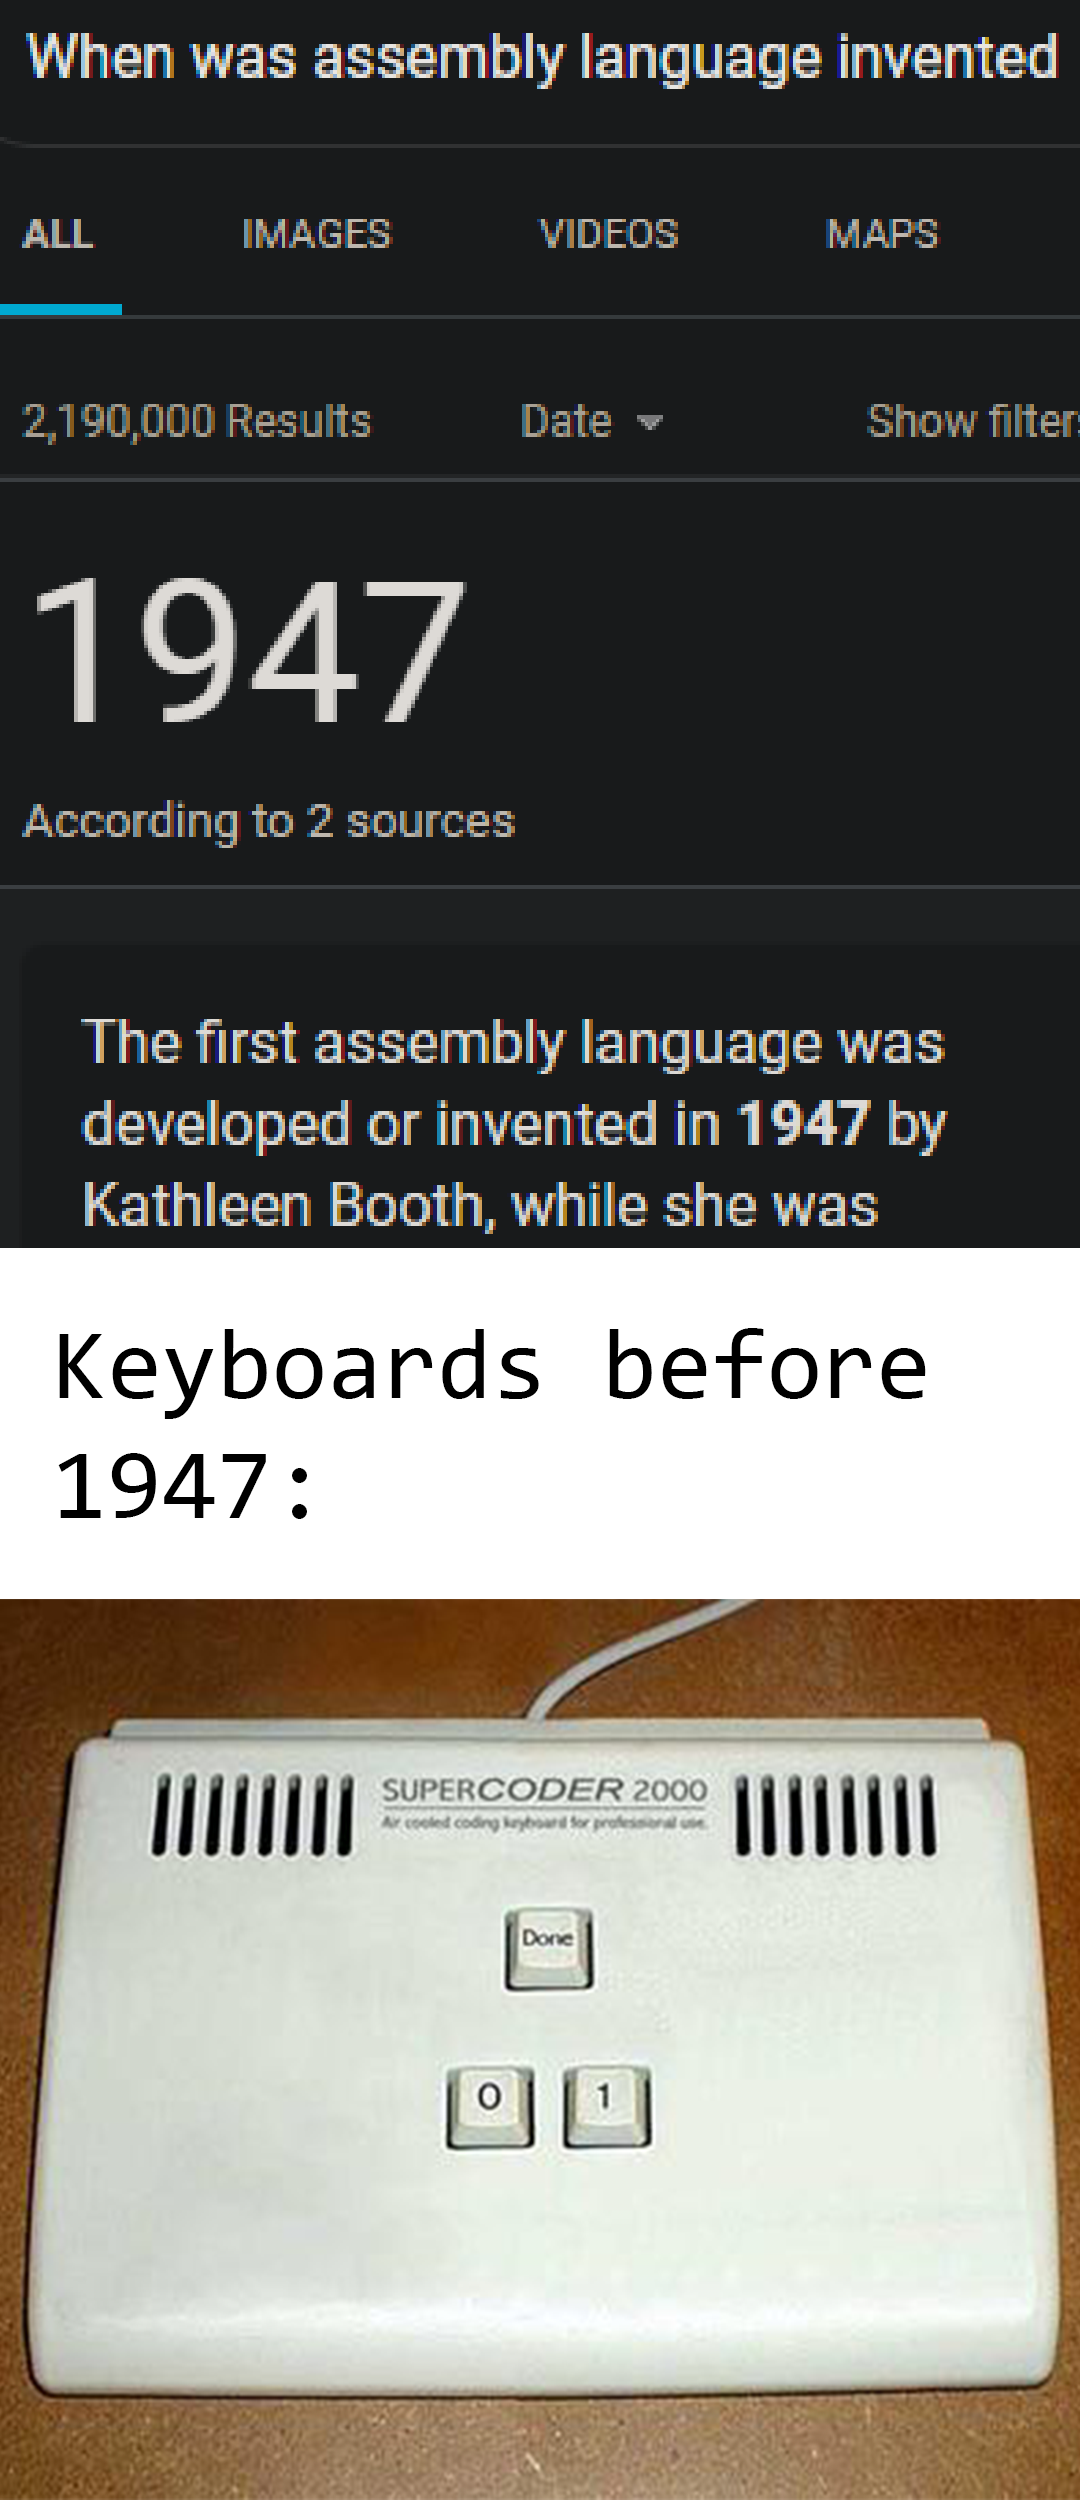 When was assembly language invented
ALL IMAGES VIDEOS MAPS
2,190,000 Results Date Show filter
1947
According to 2 sources
The first assembly language was
developed or invented in 1947 by
Kathleen Booth, while she was
Keyboards before
1947:
SUPERCODER 2000
Air cooled coding keyboard for professional use.
Done
0 1